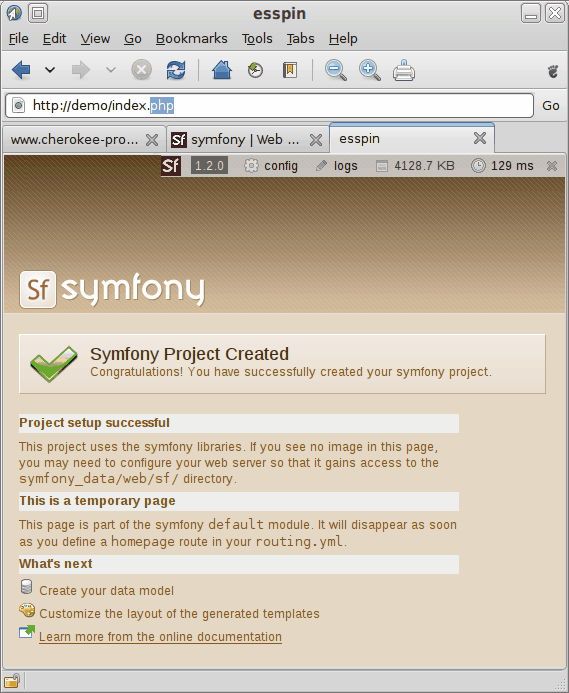 esspin
File Edit View Go Bookmarks Tools Tabs Help
http://demo/index.php Go
www.cherokee-pro... Sf symfony | Web ... esspin
Sf 1.2.0 config logs 4128.7 KB 129 ms
Sf symfony
Symfony Project Created
Congratulations! You have successfully created your symfony project.
Project setup successful
This project uses the symfony libraries. If you see no image in this page,
you may need to configure your web server so that it gains access to the
symfony_data/web/sf/ directory.
This is a temporary page
This page is part of the symfony default module. It will disappear as soon
as you define a homepage route in your routing.yml.
What's next
Create your data model
Customize the layout of the generated templates
Learn more from the online documentation